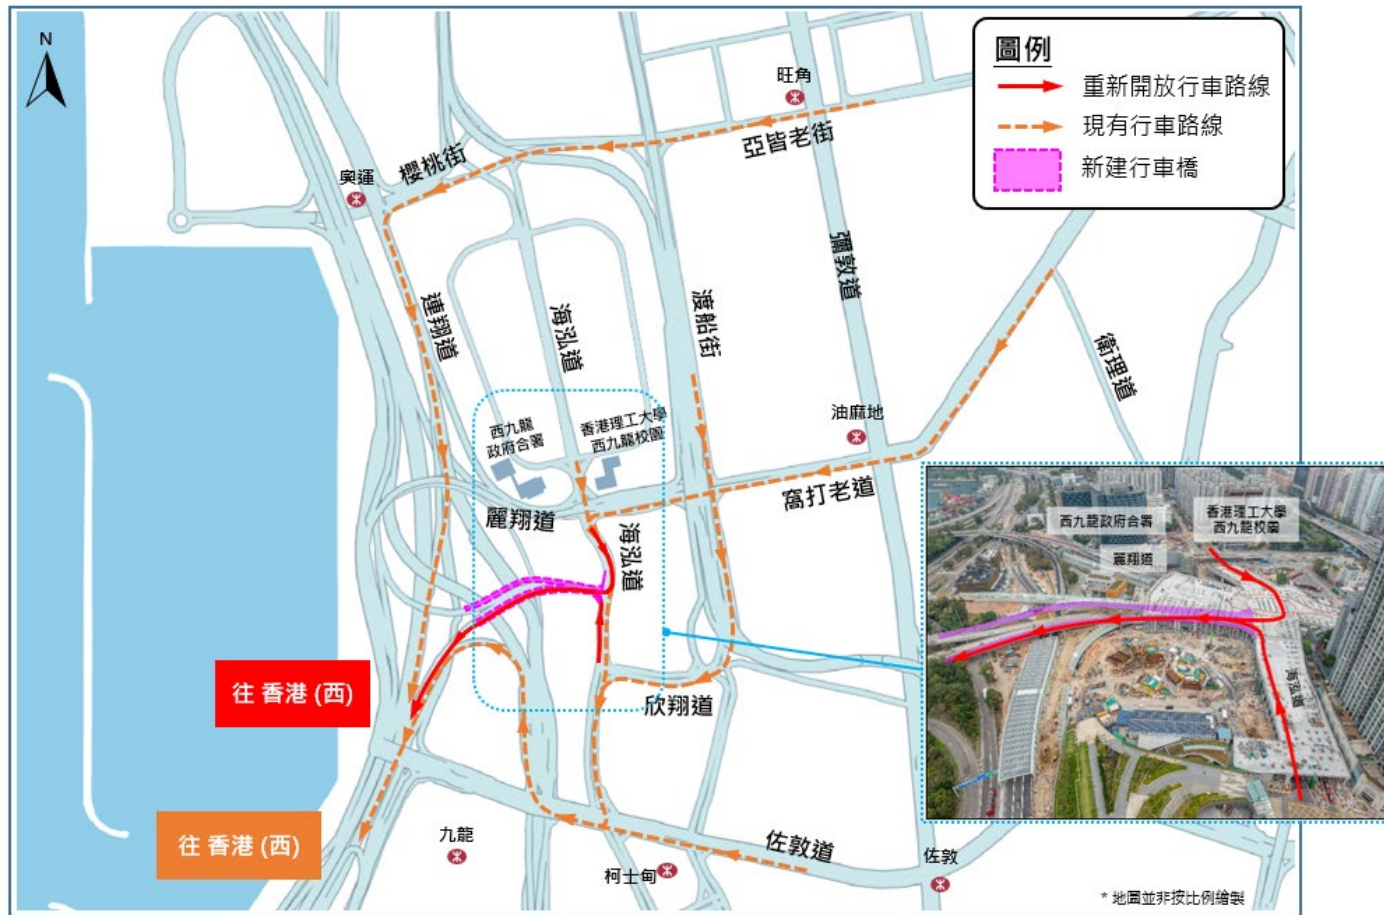 N
圖例
重新開放行車路線
現有行車路線
新建行車橋
旺角
亞皆老街
櫻桃街
奧運
彌敦道
渡船街
海泓道
連翔道
衛理道
油麻地
香港理工大學
西九龍校園
西九龍
政府合署
窩打老道
麗翔道
海泓道
西九龍政府合署
香港理工大學
西九龍校園
麗翔道
海泓道
往 香港 (西)
欣翔道
往 香港 (西)
九龍
柯士甸
佐敦道
佐敦
* 地圖並非按比例繪製